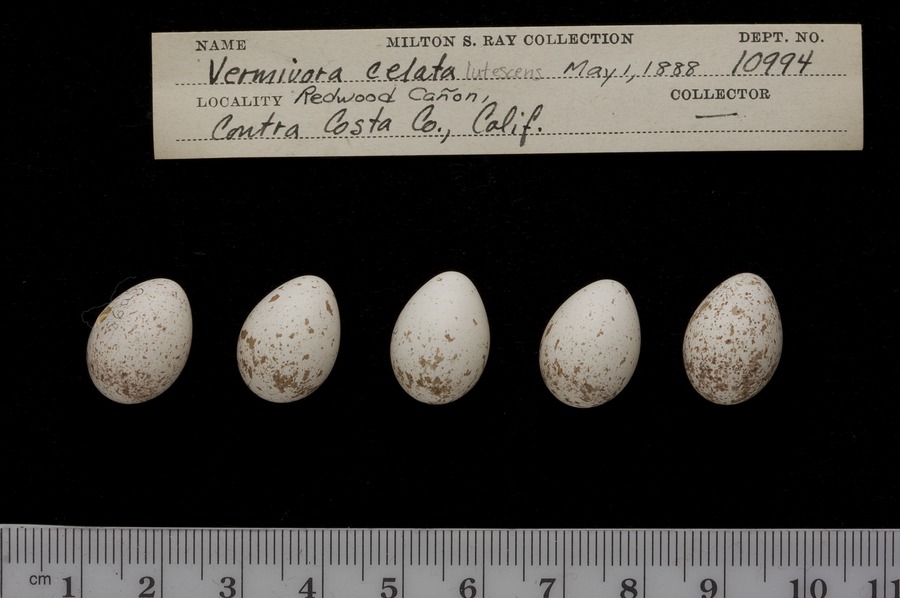 NAME MILTON S. RAY COLLECTION DEPT. NO.
Vermivora celata lutescens May 1, 1888 10994
LOCALITY Redwood Cañon, COLLECTOR
Contra Costa Co., Calif. —
cm 1 2 3 4 5 6 7 8 9 10 11